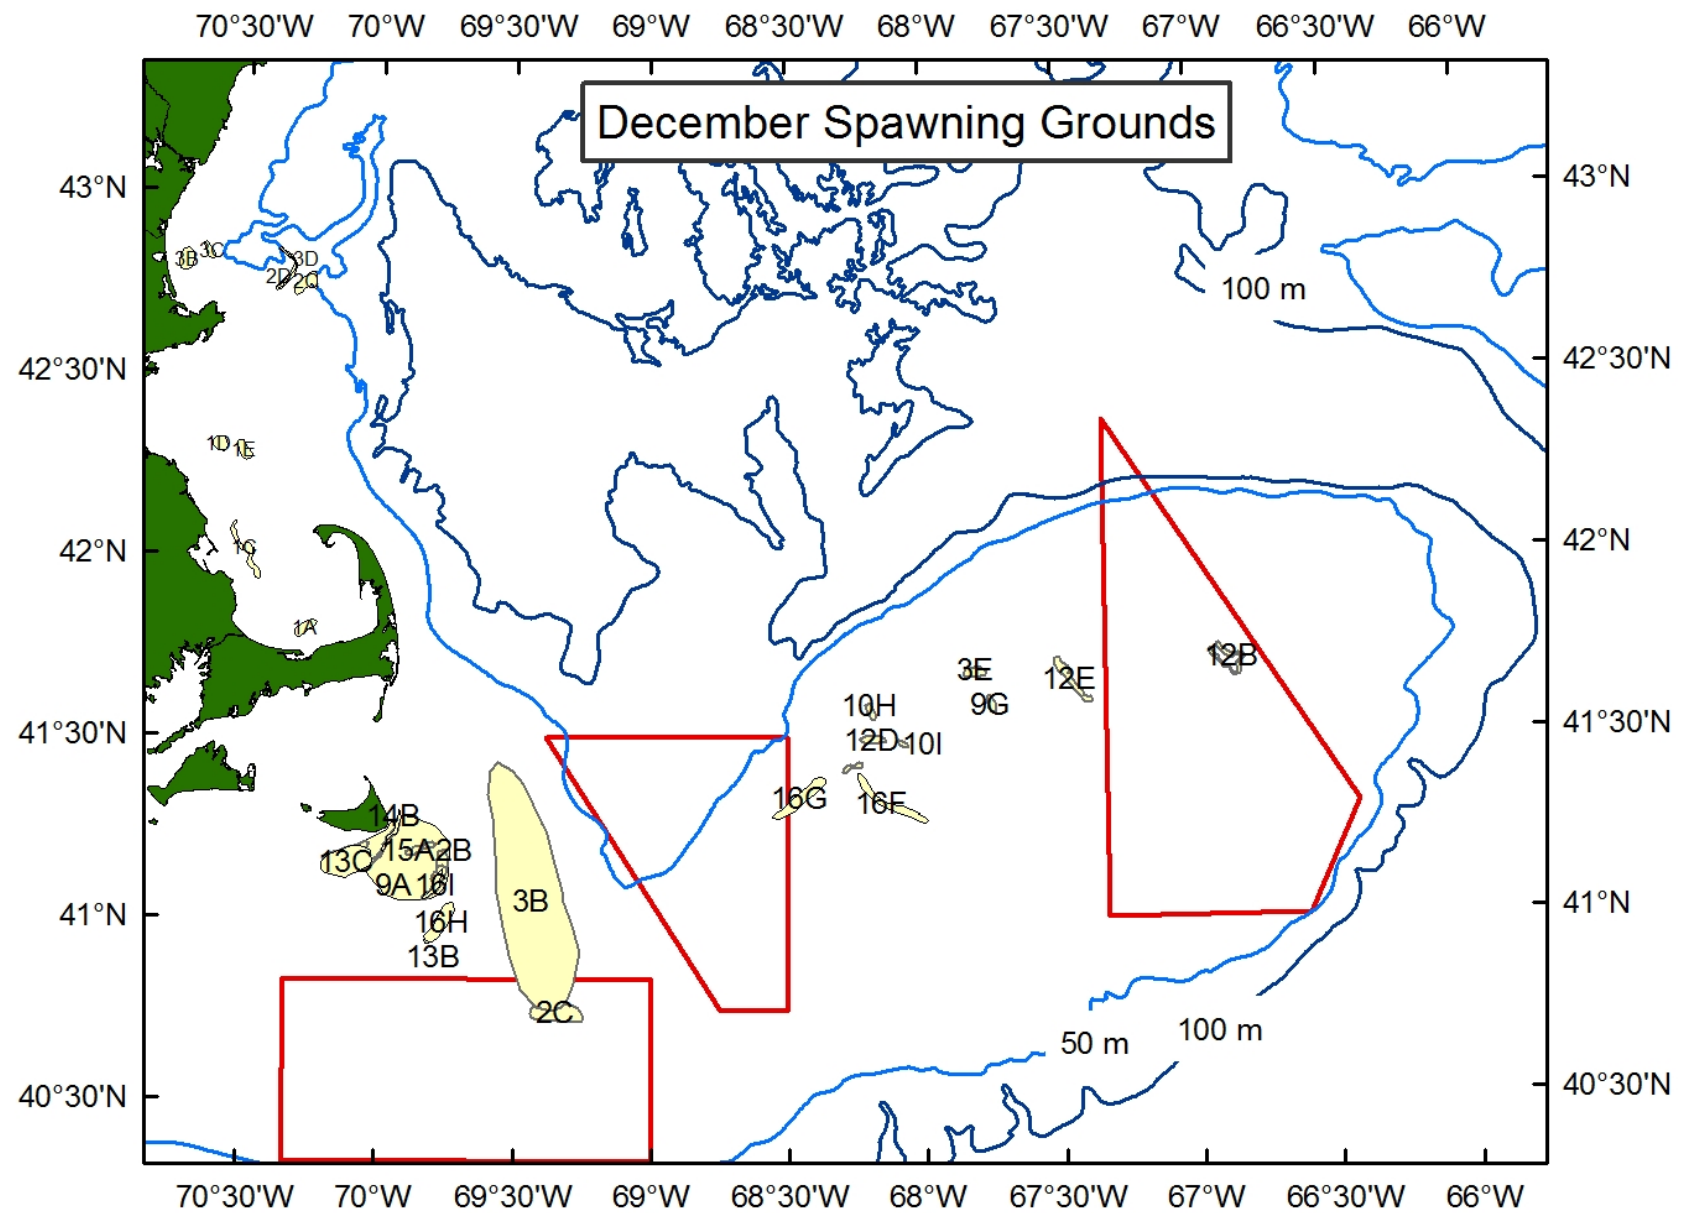 70°30'W 70°W 69°30'W 69°W 68°30'W 68°W 67°30'W 67°W 66°30'W 66°W
December Spawning Grounds
43°N 43°N
3B 3C 3D
2D 2C
100 m
42°30'N 42°30'N
1D 1E
42°N 42°N
1C
1A
12B
3E 12E
10H 9G
41°30'N 41°30'N
12D 10I
16G 16F
14B
13C 15A 2B
9A 16I
3B
41°N 41°N
16H
13B
2C
50 m 100 m
40°30'N 40°30'N
70°30'W 70°W 69°30'W 69°W 68°30'W 68°W 67°30'W 67°W 66°30'W 66°W